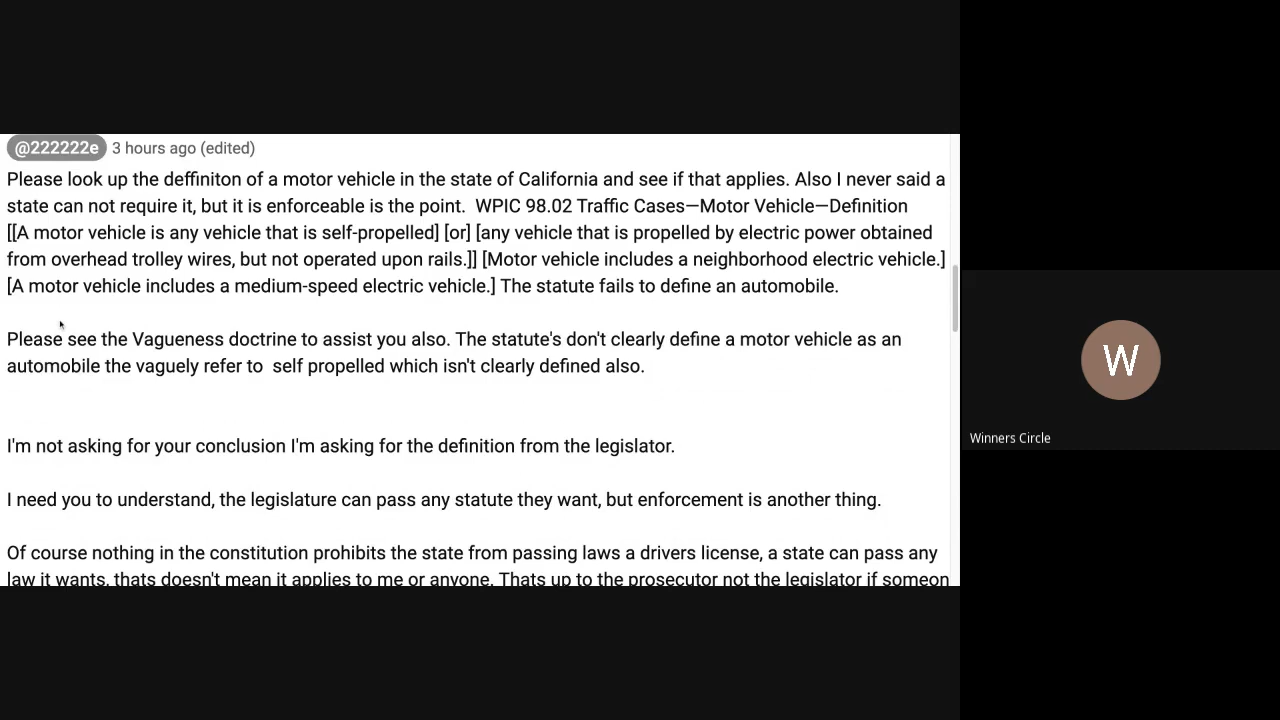 @222222e 3 hours ago (edited)
Please look up the deffiniton of a motor vehicle in the state of California and see if that applies. Also I never said a
state can not require it, but it is enforceable is the point.  WPIC 98.02 Traffic Cases—Motor Vehicle—Definition
[[A motor vehicle is any vehicle that is self-propelled] [or] [any vehicle that is propelled by electric power obtained
from overhead trolley wires, but not operated upon rails.]] [Motor vehicle includes a neighborhood electric vehicle.]
[A motor vehicle includes a medium-speed electric vehicle.] The statute fails to define an automobile.
Please see the Vagueness doctrine to assist you also. The statute's don't clearly define a motor vehicle as an
automobile the vaguely refer to  self propelled which isn't clearly defined also.
I'm not asking for your conclusion I'm asking for the definition from the legislator.
I need you to understand, the legislature can pass any statute they want, but enforcement is another thing.
Of course nothing in the constitution prohibits the state from passing laws a drivers license, a state can pass any
law it wants, thats doesn't mean it applies to me or anyone. Thats up to the prosecutor not the legislator if someon
W
Winners Circle